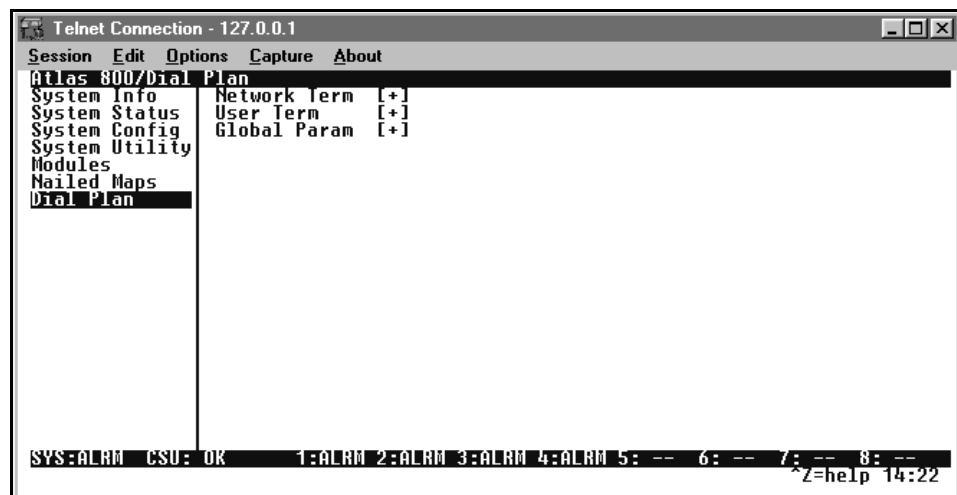 Telnet Connection - 127.0.0.1
Session Edit Options Capture About
Atlas 800/Dial Plan
System Info Network Term [+]
System Status User Term [+]
System Config Global Param [+]
System Utility
Modules
Nailed Maps
Dial Plan
SYS:ALRM CSU: OK 1:ALRM 2:ALRM 3:ALRM 4:ALRM 5: -- 6: -- 7: -- 8: --
^Z=help 14:22